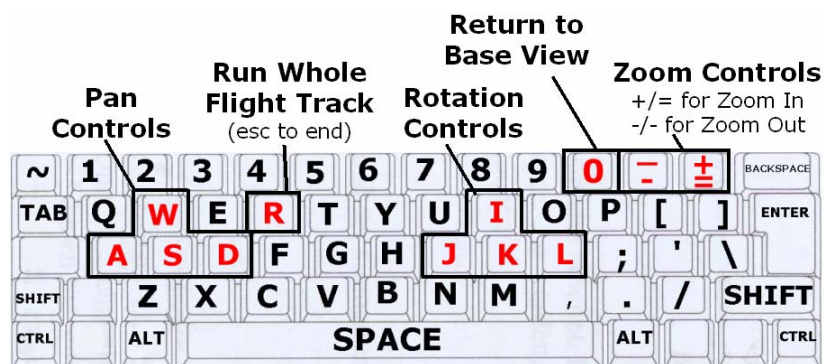 Return to
Base View
Run Whole
Flight Track
(esc to end)
Zoom Controls
+/= for Zoom In
-/- for Zoom Out
Pan
Controls
Rotation
Controls
~ 1 2 3 4 5 6 7 8 9 0 — - + = BACKSPACE
TAB Q W E R T Y U I O P [ ] ENTER
A S D F G H J K L ; ' \
SHIFT Z X C V B N M , . / SHIFT
CTRL ALT SPACE ALT CTRL